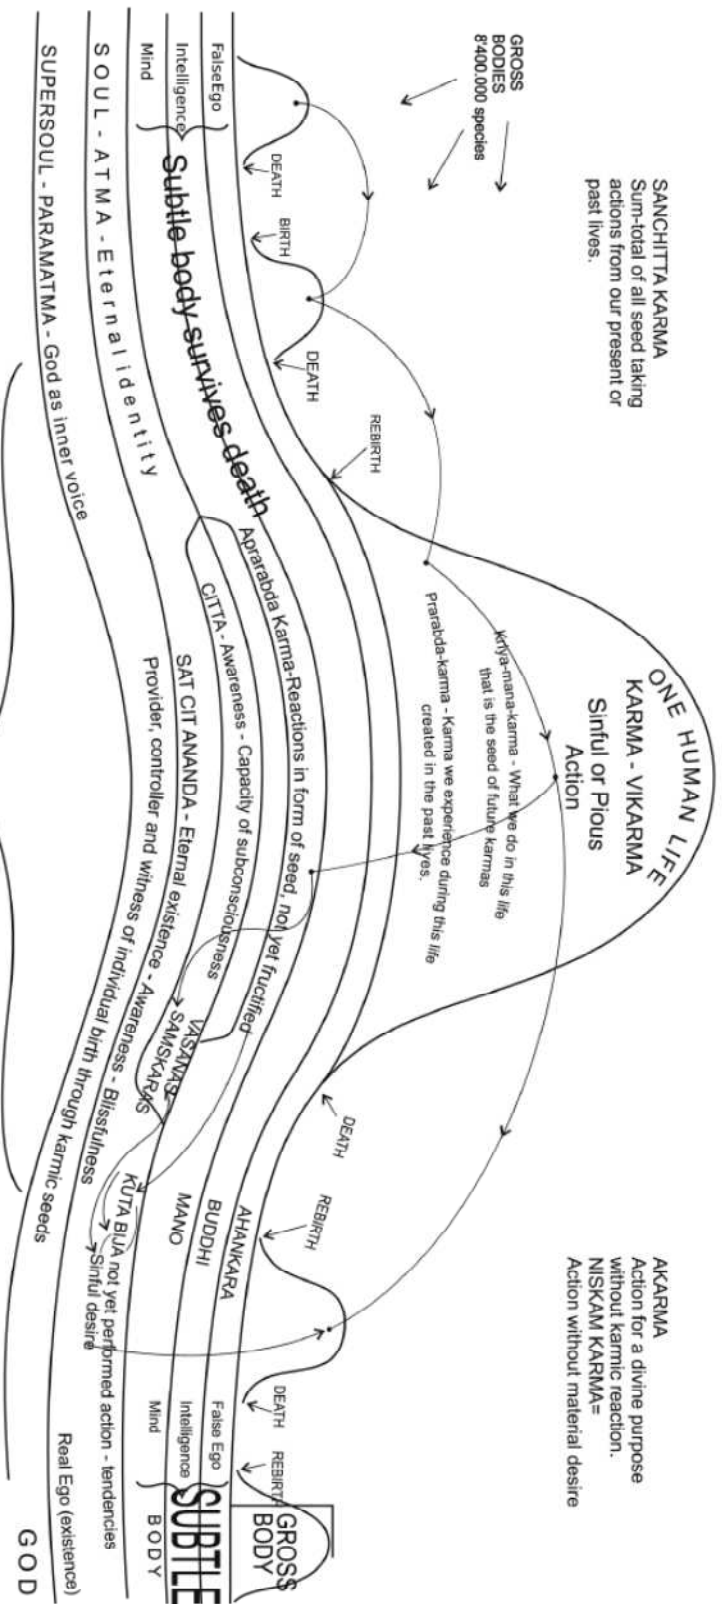 SANCHITTA KARMA
Sum-total of all seed taking
actions from our present or
past lives.
AKARMA
Action for a divine purpose
without karmic reaction.
NISKAM KARMA=
Action without material desire
ONE HUMAN LIFE
KARMA - VIKARMA
Sinful or Pious
Action
GROSS
BODIES
8'400.000 species
Kriya-mana-karma - What we do in this life
that is the seed of future karmas
Prarabda-karma - Karma we experience during this life
created in the past lives.
DEATH
BIRTH
DEATH
REBIRTH
DEATH
REBIRTH
DEATH
REBIRTH
GROSS
BODY
False Ego
Intelligence
Mind
Subtle body survives death
Aprarabda Karma-Reactions in form of seed, not yet fructified
CITTA - Awareness - Capacity of subconsciousness
VASANAS
SAMSKARAS
AHANKARA
BUDDHI
MANO
False Ego
Intelligence
Mind
SUBTLE
BODY
SOUL - ATMA - Eternal identity
SAT CIT ANANDA - Eternal existence - Awareness - Blissfulness
KUTA BIJA not yet performed action - tendencies
Sinful desire
Real Ego (existence)
SUPERSOUL - PARAMATMA - God as inner voice
Provider, controller and witness of individual birth through karmic seeds
GOD